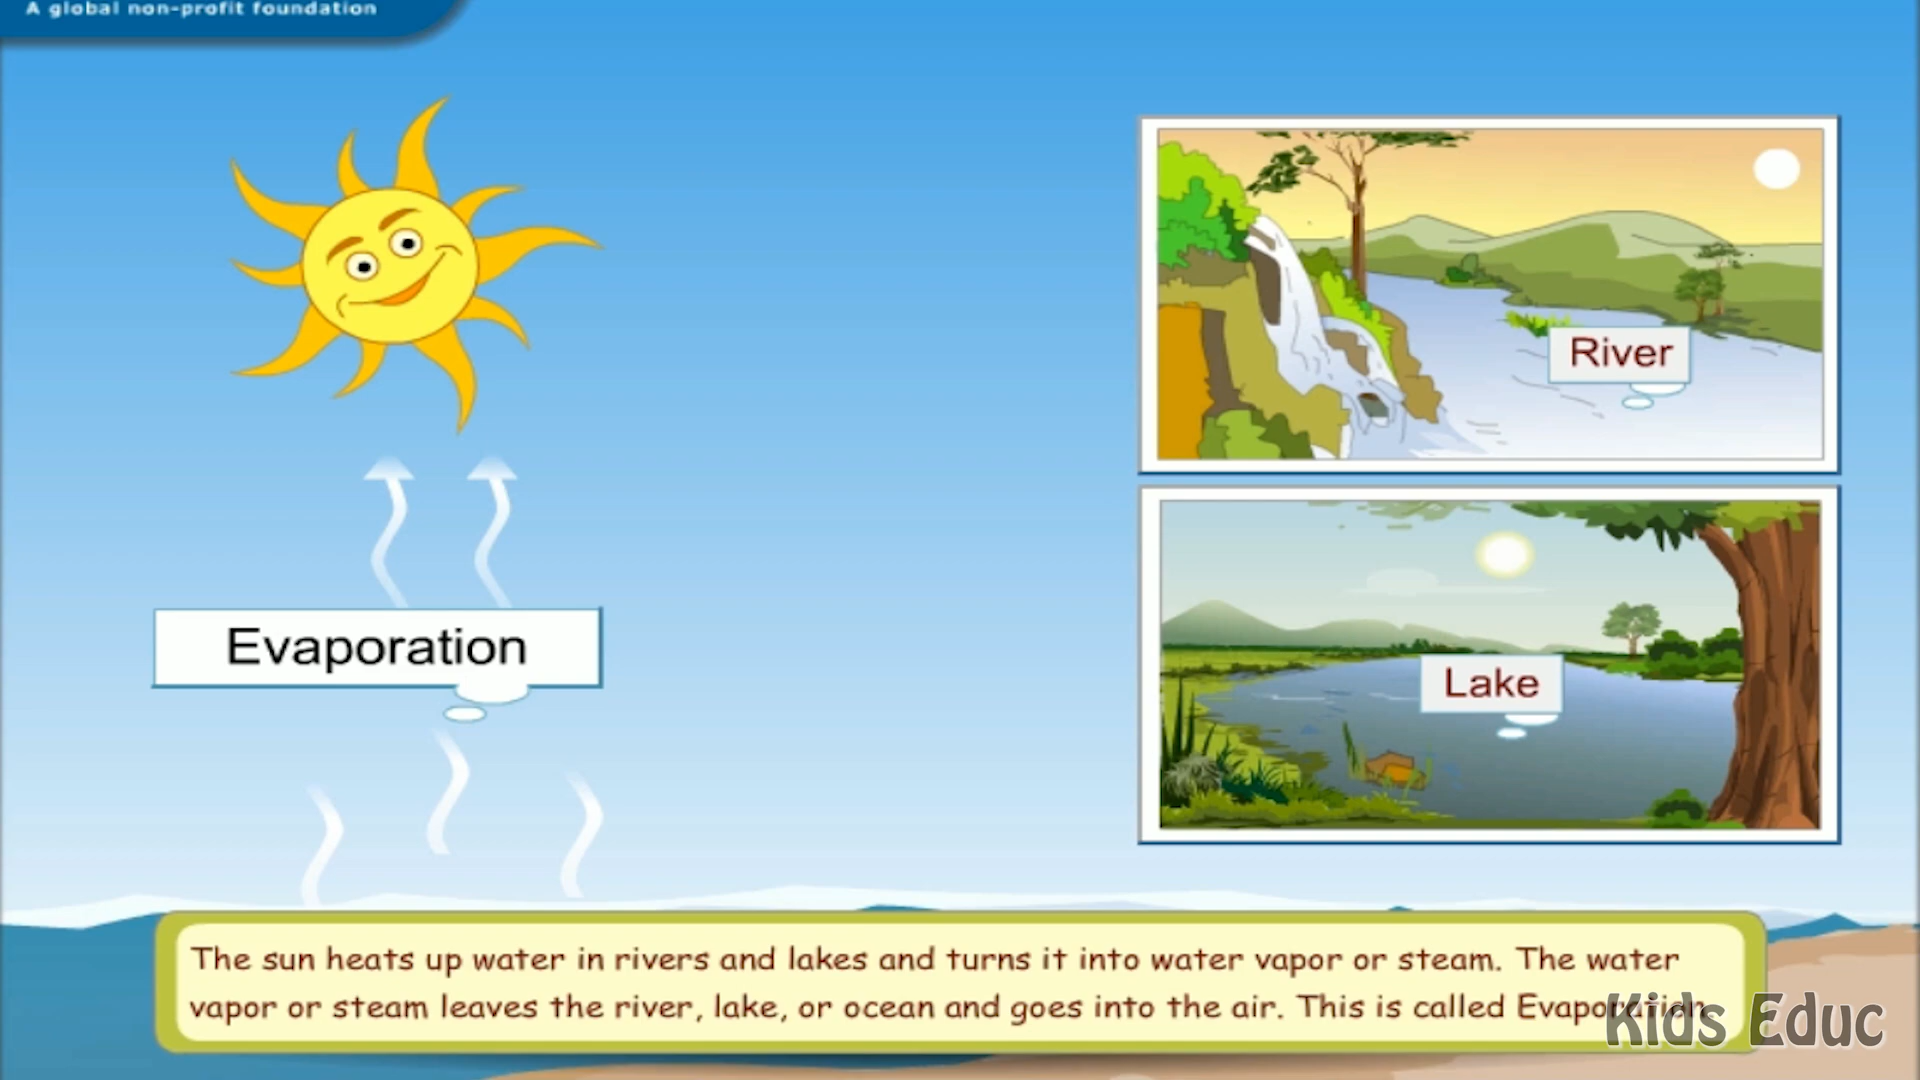 A global non-profit foundation
River
Evaporation
Lake
The sun heats up water in rivers and lakes and turns it into water vapor or steam. The water
vapor or steam leaves the river, lake, or ocean and goes into the air. This is called Evaporation.
Kids Educ